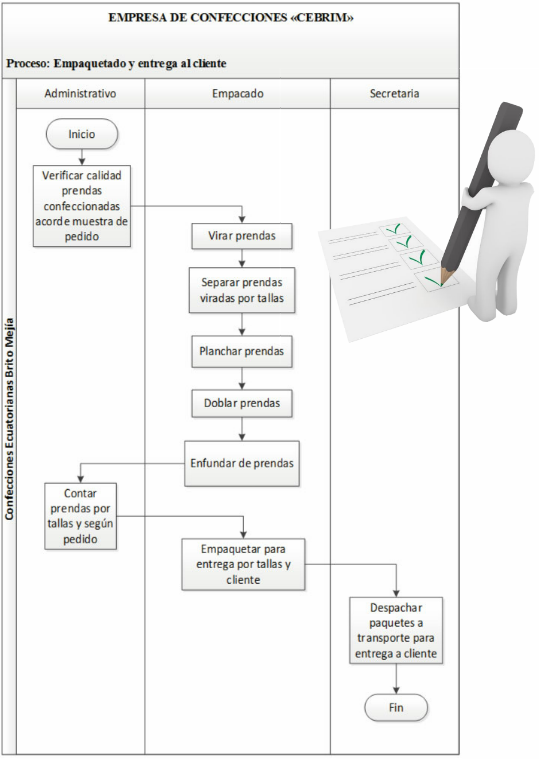 EMPRESA DE CONFECCIONES «CEBRIM»
Proceso: Empaquetado y entrega al cliente
Administrativo
Empacado
Secretaria
Confecciones Ecuatorianas Brito Mejía
Inicio
Verificar calidad
prendas
confeccionadas
acorde muestra de
pedido
Virar prendas
Separar prendas
viradas por tallas
Planchar prendas
Doblar prendas
Enfundar de prendas
Contar
prendas por
tallas y según
pedido
Empaquetar para
entrega por tallas y
cliente
Despachar
paquetes a
transporte para
entrega a cliente
Fin